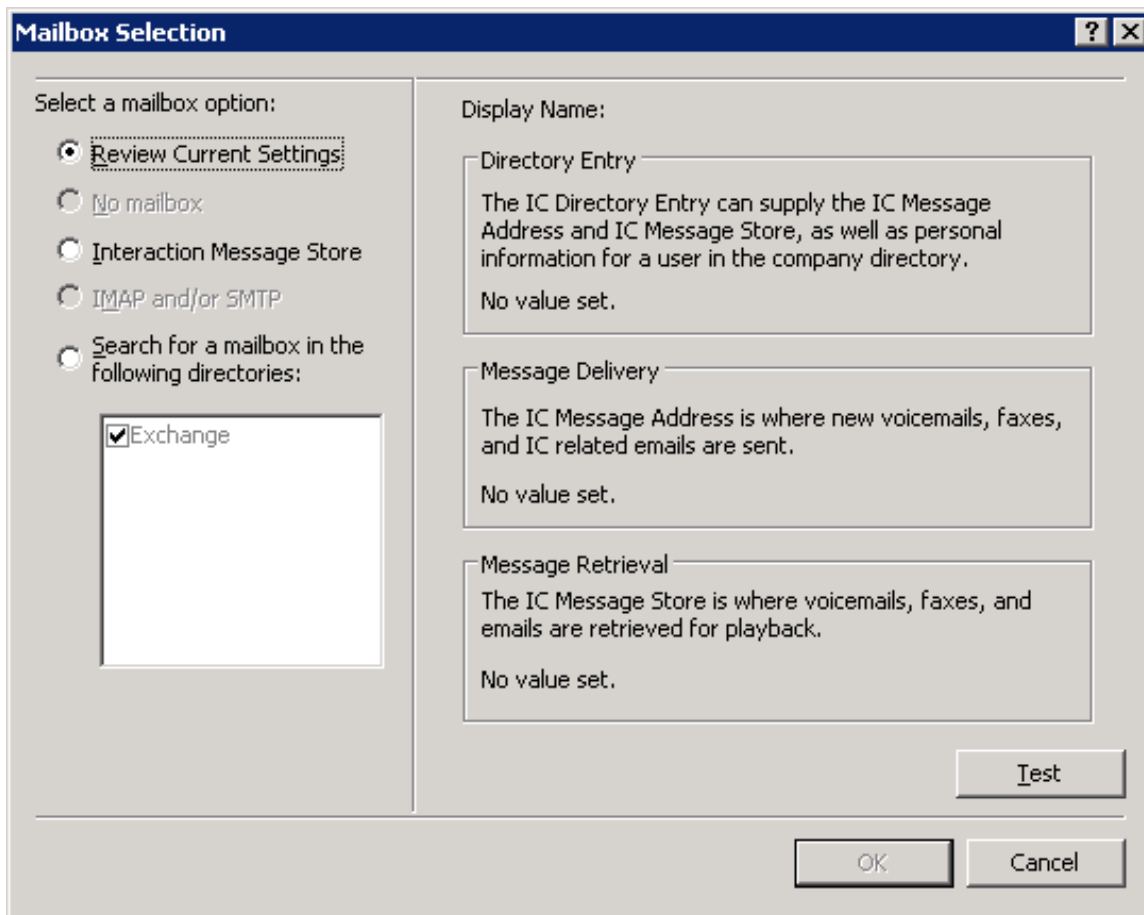 Mailbox Selection
Select a mailbox option:
Review Current Settings
No mailbox
Interaction Message Store
IMAP and/or SMTP
Search for a mailbox in the
following directories:
Exchange
Display Name:
Directory Entry
The IC Directory Entry can supply the IC Message
Address and IC Message Store, as well as personal
information for a user in the company directory.
No value set.
Message Delivery
The IC Message Address is where new voicemails, faxes,
and IC related emails are sent.
No value set.
Message Retrieval
The IC Message Store is where voicemails, faxes, and
emails are retrieved for playback.
No value set.
Test
OK
Cancel